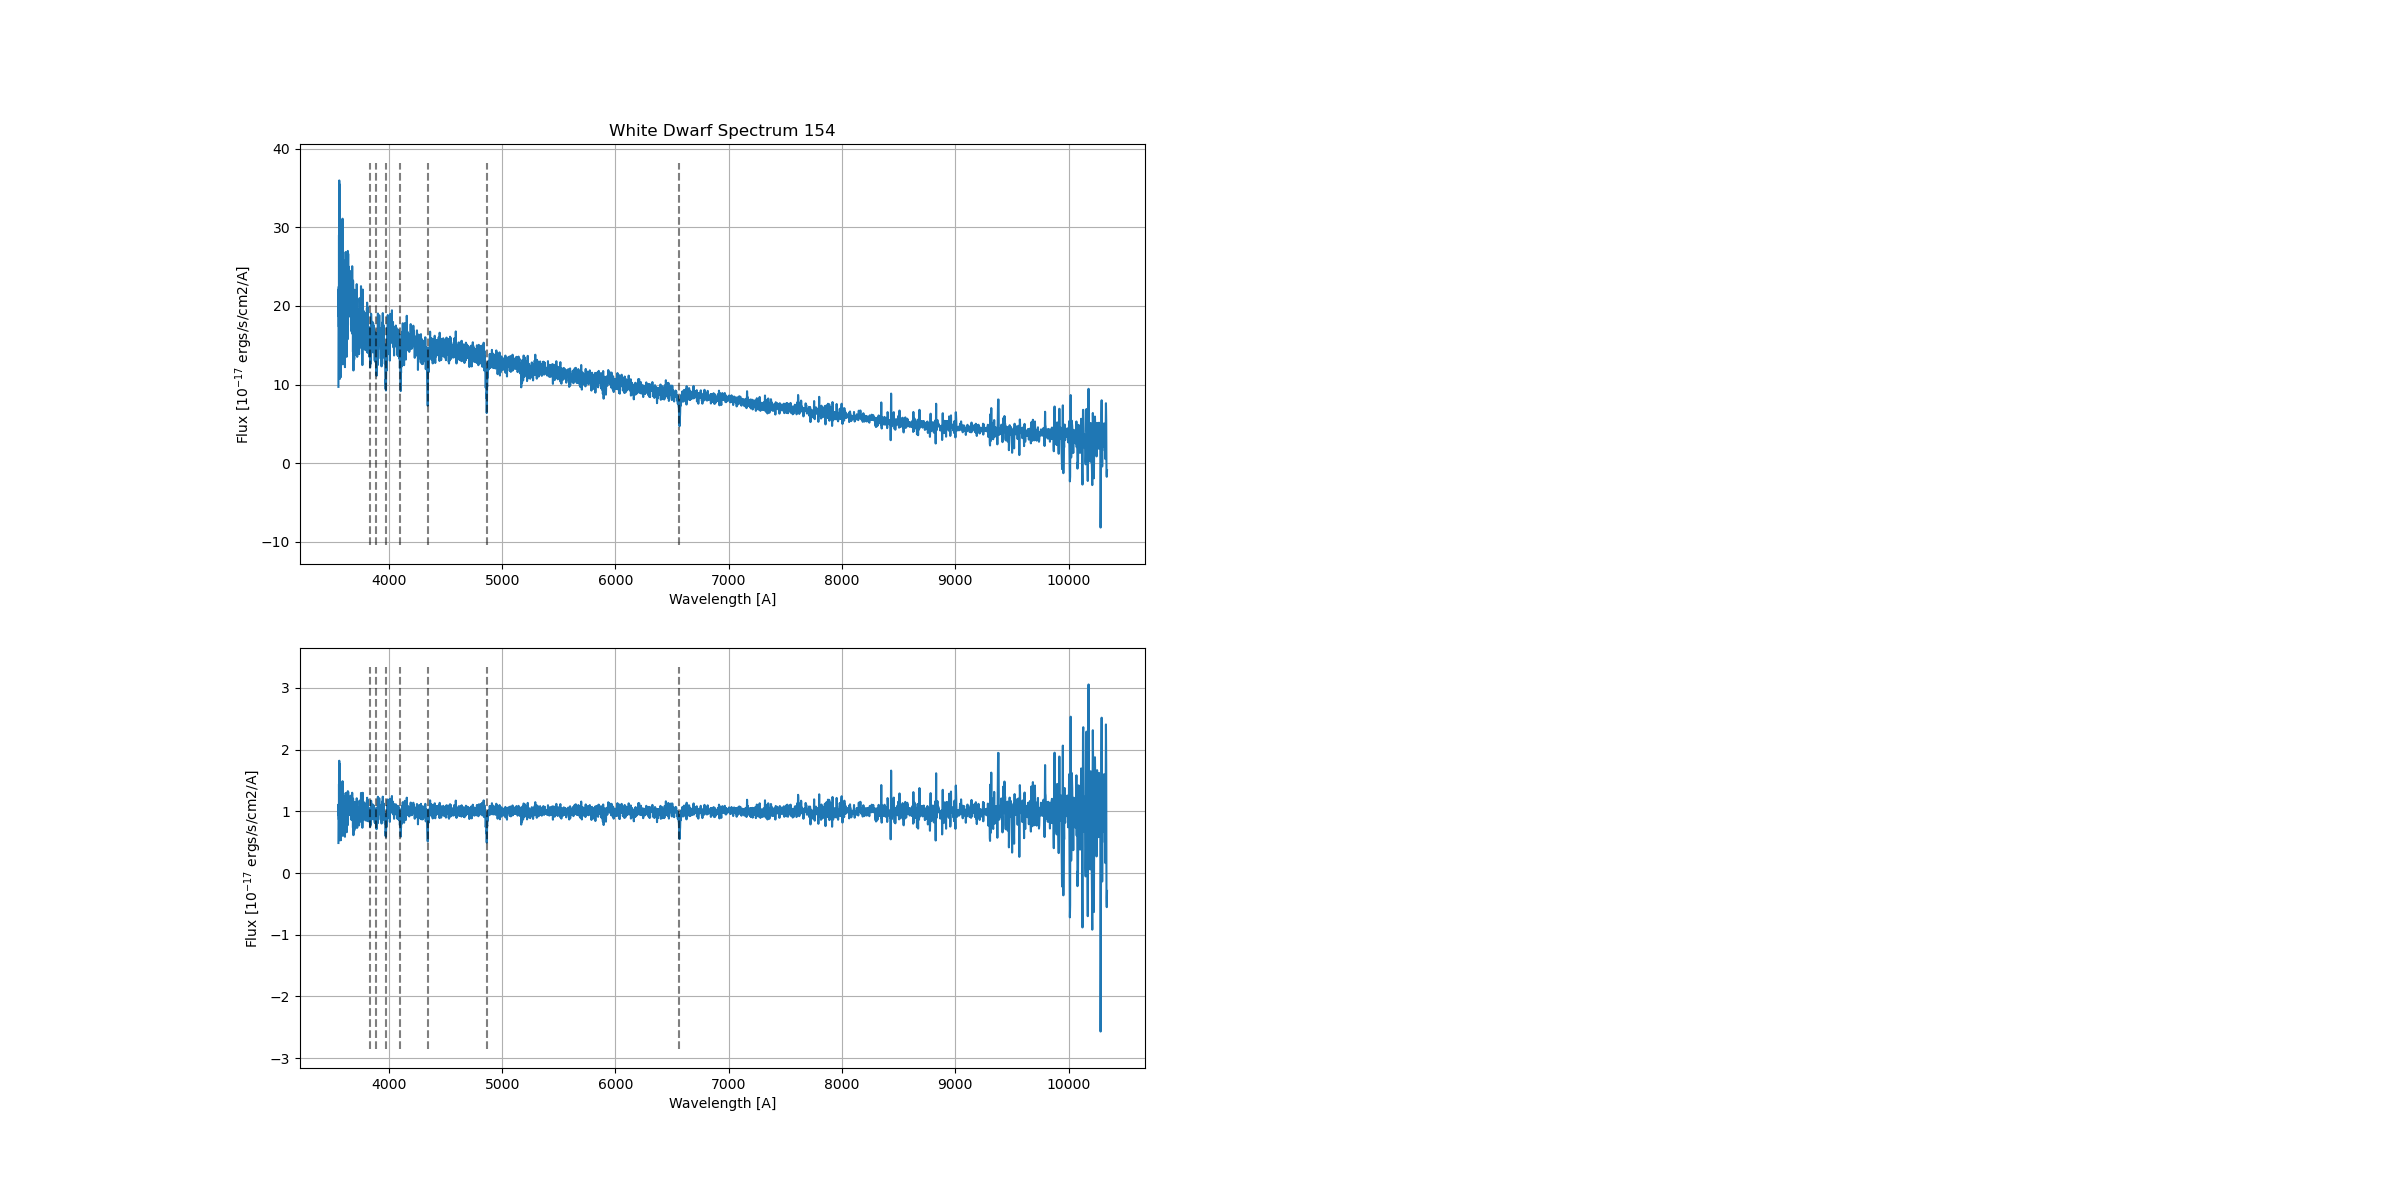 White Dwarf Spectrum 154
40
30
20
10
0
−10
Flux [10⁻¹⁷ ergs/s/cm2/A]
4000 5000 6000 7000 8000 9000 10000
Wavelength [A]
3
2
1
0
−1
−2
−3
Flux [10⁻¹⁷ ergs/s/cm2/A]
4000 5000 6000 7000 8000 9000 10000
Wavelength [A]